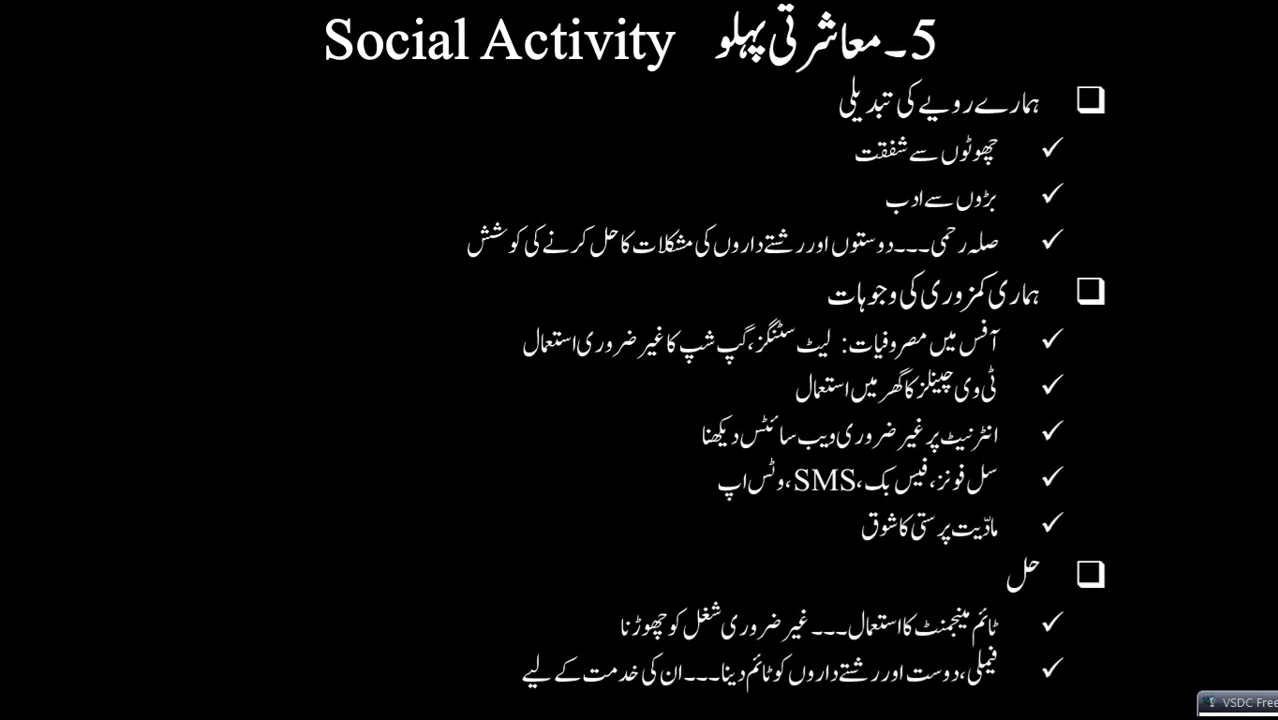 5۔معاشرتی پہلو Social Activity
❑ ہمارے رویے کی تبدیلی
✓ چھوٹوں سے شفقت
✓ بڑوں سے ادب
✓ صلہ رحمی۔۔۔دوستوں اور رشتے داروں کی مشکلات کا حل کرنے کی کوشش
❑ ہماری کمزوری کی وجوہات
✓ آفس میں مصروفیات: لیٹ سٹنگز، گپ شپ کا غیر ضروری استعمال
✓ ٹی وی چینلز کا گھر میں استعمال
✓ انٹرنیٹ پر غیر ضروری ویب سائٹس دیکھنا
✓ سل فونز، فیس بک، SMS، وٹس اپ
✓ مادّیت پرستی کا شوق
❑ حل
✓ ٹائم مینجمنٹ کا استعمال۔۔۔ غیر ضروری شغل کو چھوڑنا
✓ فیملی، دوست اور رشتے داروں کو ٹائم دینا۔۔۔ان کی خدمت کے لیے
VSDC Free